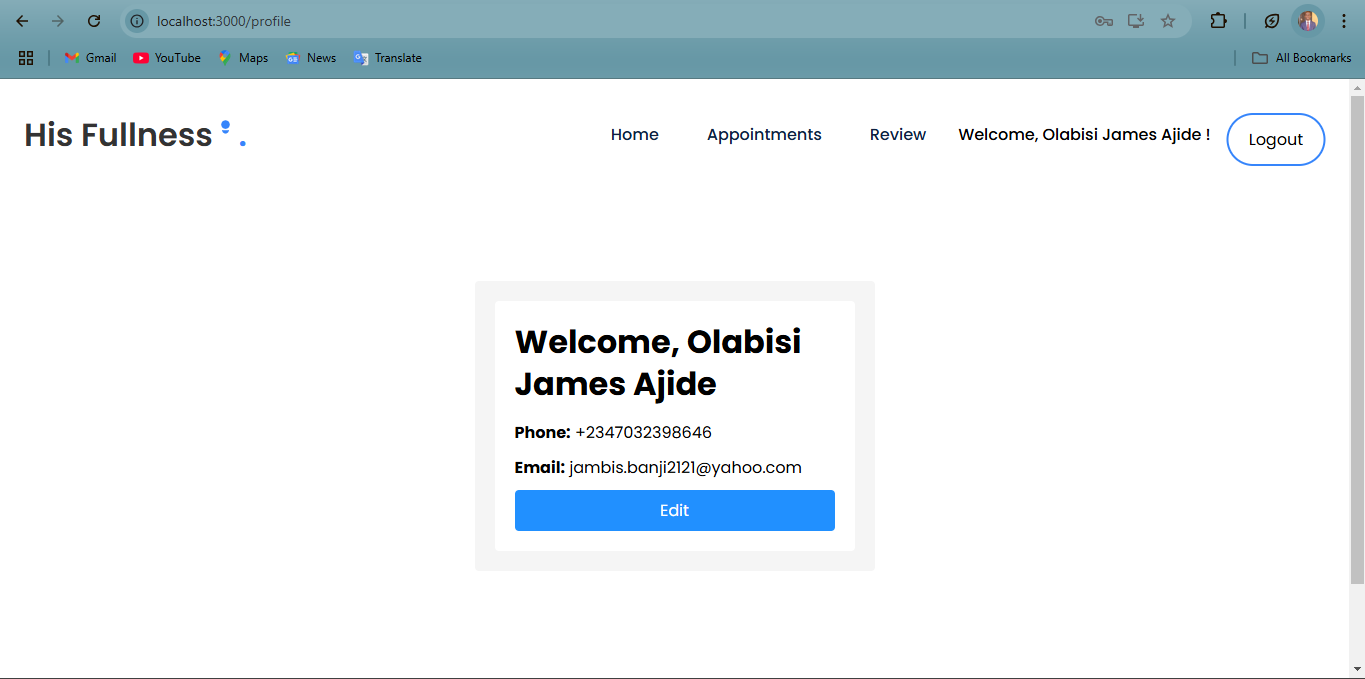 localhost:3000/profile
Gmail YouTube Maps News Translate All Bookmarks
His Fullness . Home Appointments Review Welcome, Olabisi James Ajide ! Logout
Welcome, Olabisi
James Ajide
Phone: +2347032398646
Email: jambis.banji2121@yahoo.com
Edit